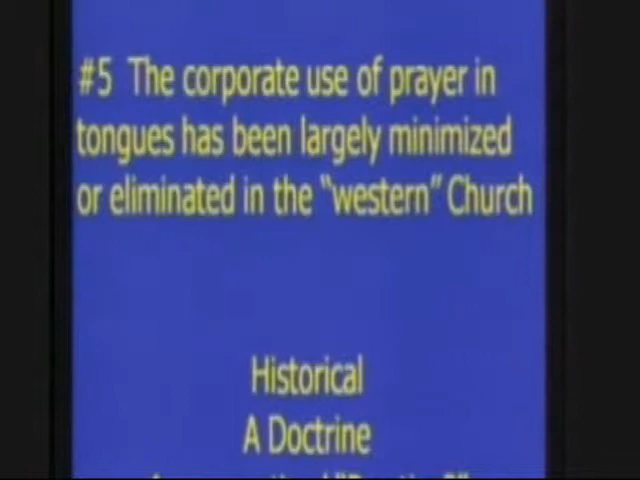 #5 The corporate use of prayer in
tongues has been largely minimized
or eliminated in the "western" Church
Historical
A Doctrine